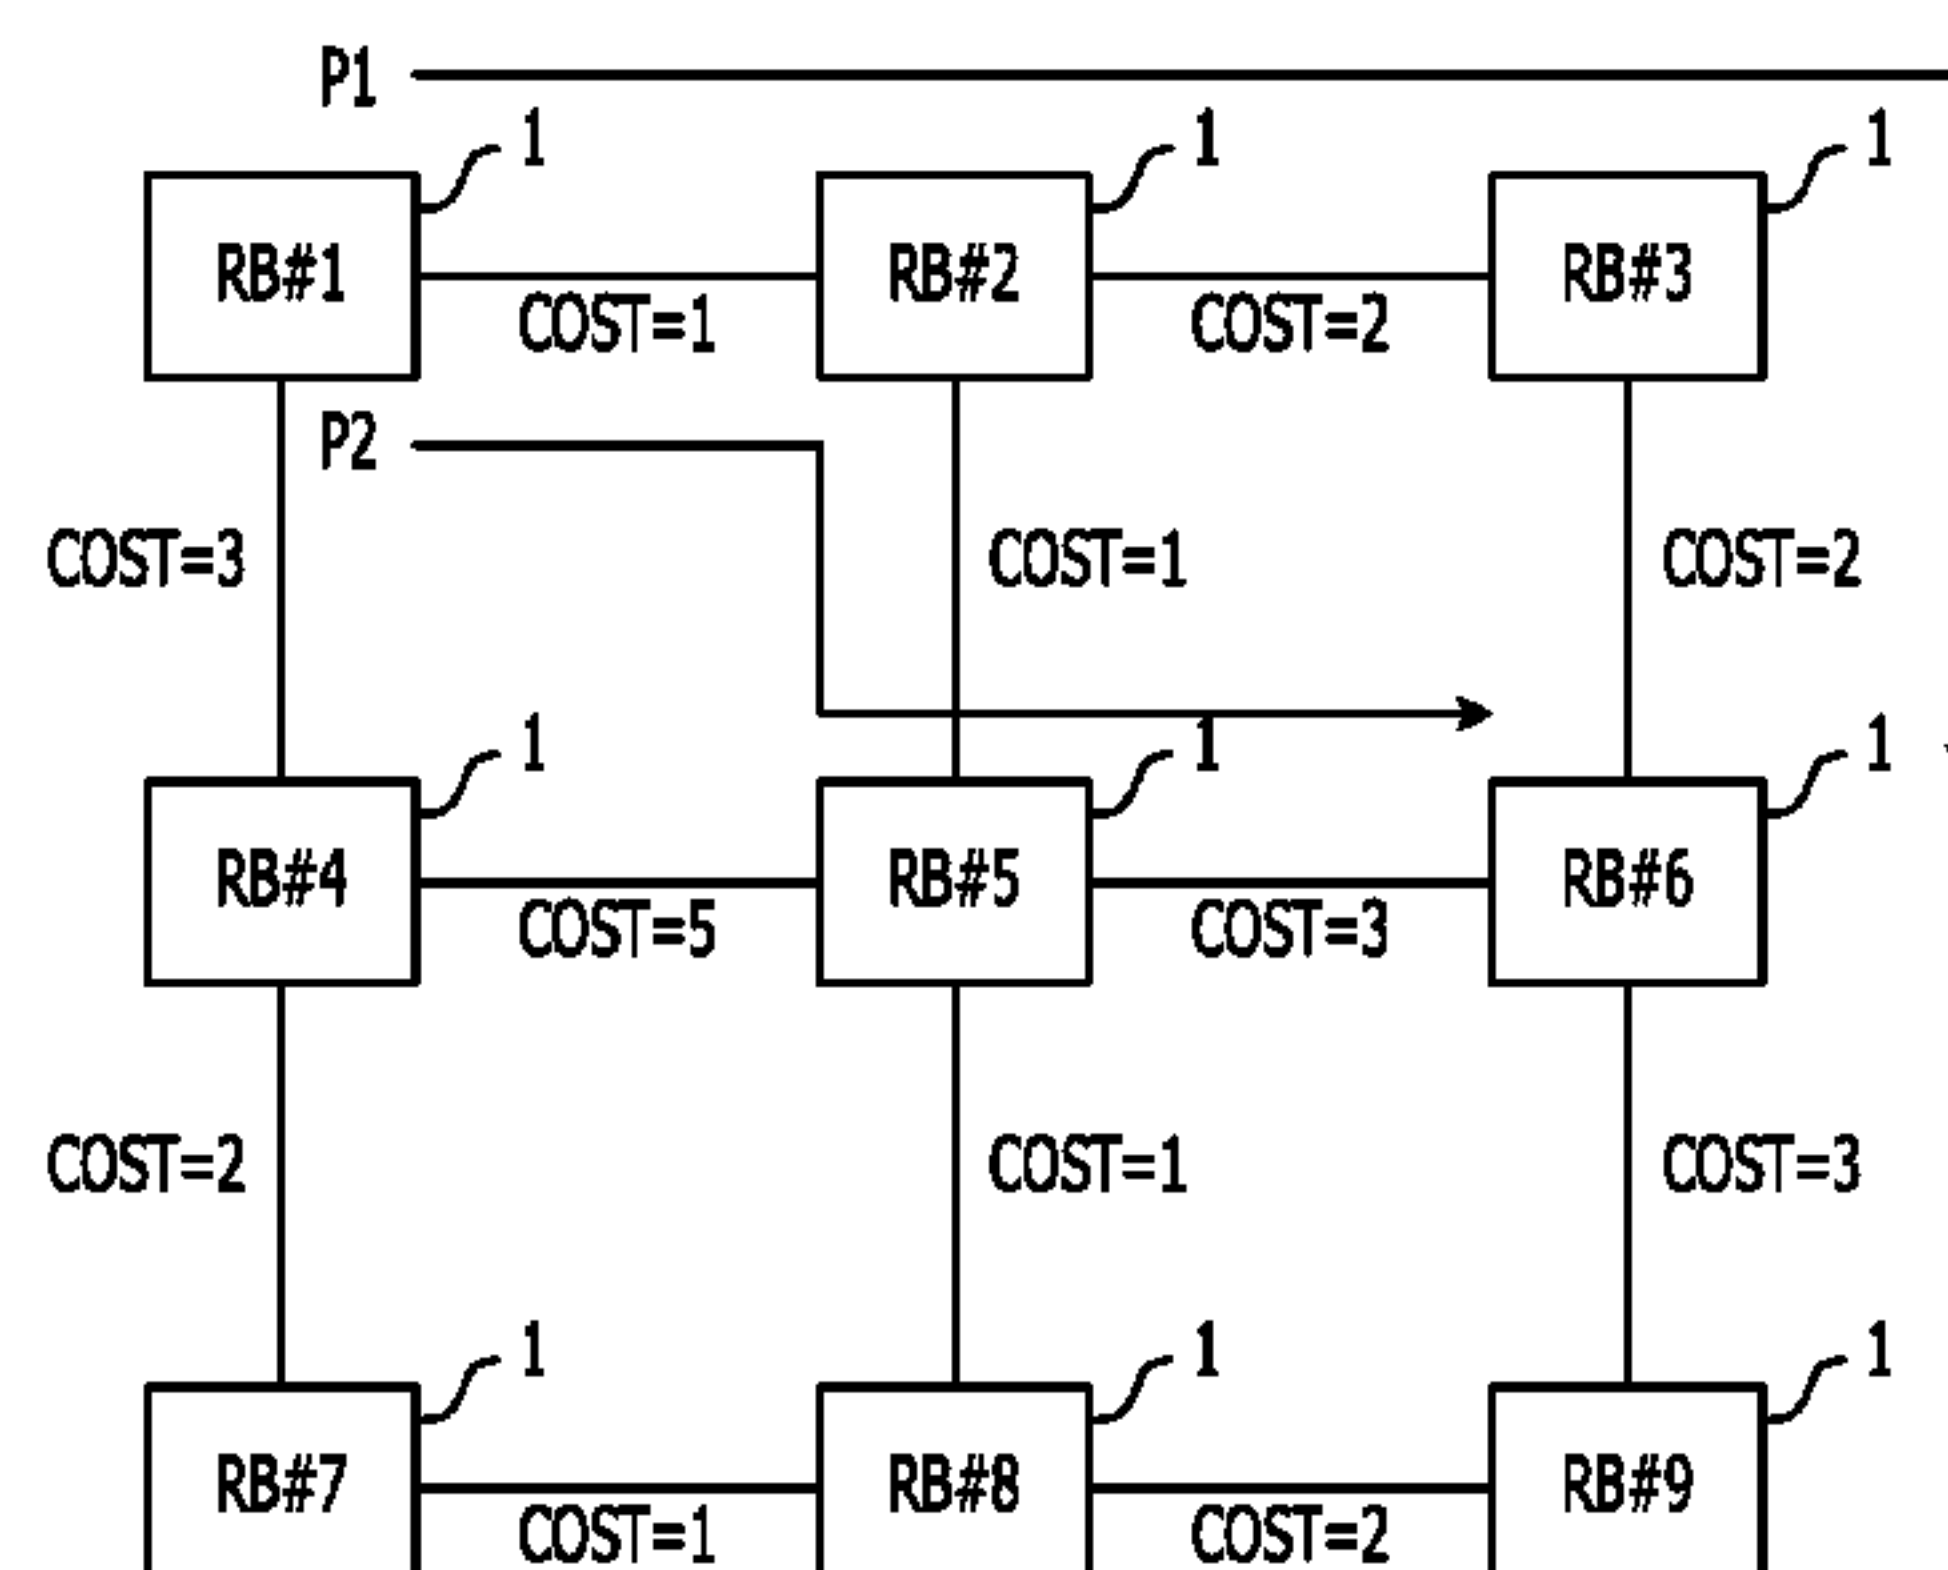 P1
1 1 1
RB#1 RB#2 RB#3
COST=1 COST=2
P2
COST=3 COST=1 COST=2
1 1 1
RB#4 RB#5 RB#6
COST=5 COST=3
COST=2 COST=1 COST=3
1 1 1
RB#7 RB#8 RB#9
COST=1 COST=2